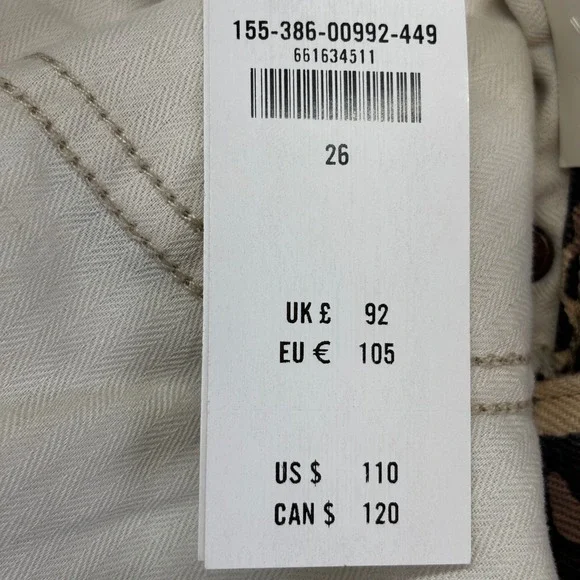 155-386-00992-449
661634511
26
UK £ 92
EU € 105
US $ 110
CAN $ 120